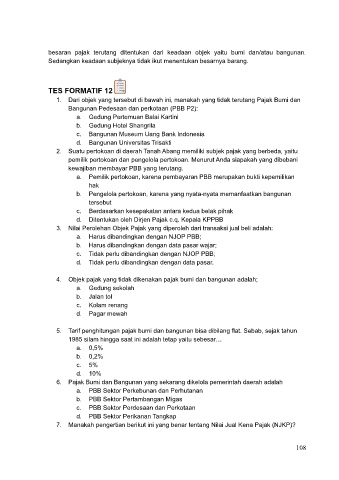 besaran pajak terutang ditentukan dari keadaan objek yaitu bumi dan/atau bangunan.
Sedangkan keadaan subjeknya tidak ikut menentukan besarnya barang.
TES FORMATIF 12
1. Dari objek yang tersebut di bawah ini, manakah yang tidak terutang Pajak Bumi dan
Bangunan Pedesaan dan perkotaan (PBB P2):
a. Gedung Pertemuan Balai Kartini
b. Gedung Hotel Shangrila
c. Bangunan Museum Uang Bank Indonesia
d. Bangunan Universitas Trisakti
2. Suatu pertokoan di daerah Tanah Abang memiliki subjek pajak yang berbeda, yaitu
pemilik pertokoan dan pengelola pertokoan. Menurut Anda siapakah yang dibebani
kewajiban membayar PBB yang terutang.
a. Pemilik pertokoan, karena pembayaran PBB merupakan bukti kepemilikan
hak
b. Pengelola pertokoan, karena yang nyata-nyata memanfaatkan bangunan
tersebut
c. Berdasarkan kesepakatan antara kedua belak pihak
d. Ditentukan oleh Dirjen Pajak c.q, Kepala KPPBB
3. Nilai Perolehan Objek Pajak yang diperoleh dari transaksi jual beli adalah:
a. Harus dibandingkan dengan NJOP PBB;
b. Harus dibandingkan dengan data pasar wajar;
c. Tidak perlu dibandingkan dengan NJOP PBB;
d. Tidak perlu dibandingkan dengan data pasar.
4. Objek pajak yang tidak dikenakan pajak bumi dan bangunan adalah;
a. Gedung sekolah
b. Jalan tol
c. Kolam renang
d. Pagar mewah
5. Tarif penghitungan pajak bumi dan bangunan bisa dibilang flat. Sebab, sejak tahun
1985 silam hingga saat ini adalah tetap yaitu sebesar…
a. 0,5%
b. 0,2%
c. 5%
d. 10%
6. Pajak Bumi dan Bangunan yang sekarang dikelola pemerintah daerah adalah
a. PBB Sektor Perkebunan dan Perhutanan
b. PBB Sektor Pertambangan Migas
c. PBB Sektor Perdesaan dan Perkotaan
d. PBB Sektor Perikanan Tangkap
7. Manakah pengertian berikut ini yang benar tentang Nilai Jual Kena Pajak (NJKP)?
108